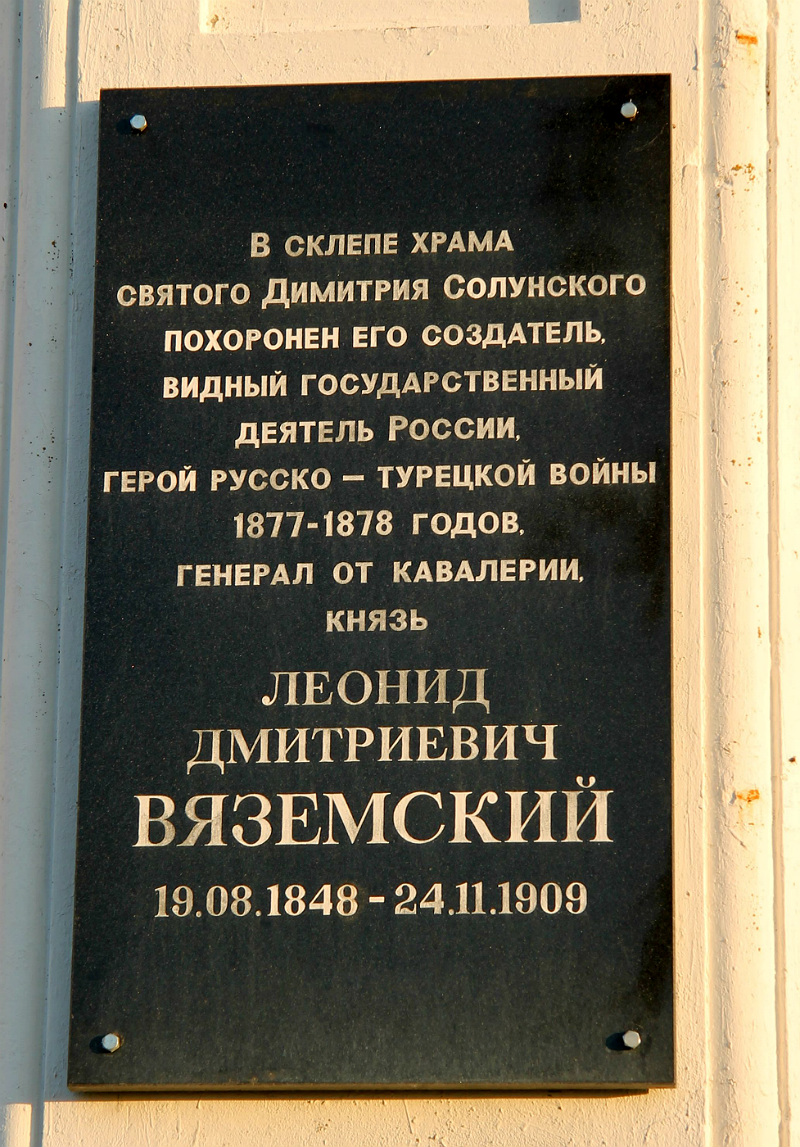 В СКЛЕПЕ ХРАМА
СВЯТОГО ДИМИТРИЯ СОЛУНСКОГО
ПОХОРОНЕН ЕГО СОЗДАТЕЛЬ,
ВИДНЫЙ ГОСУДАРСТВЕННЫЙ
ДЕЯТЕЛЬ РОССИИ,
ГЕРОЙ РУССКО – ТУРЕЦКОЙ ВОЙНЫ
1877-1878 ГОДОВ,
ГЕНЕРАЛ ОТ КАВАЛЕРИИ,
КНЯЗЬ
ЛЕОНИД
ДМИТРИЕВИЧ
ВЯЗЕМСКИЙ
19.08.1848 - 24.11.1909